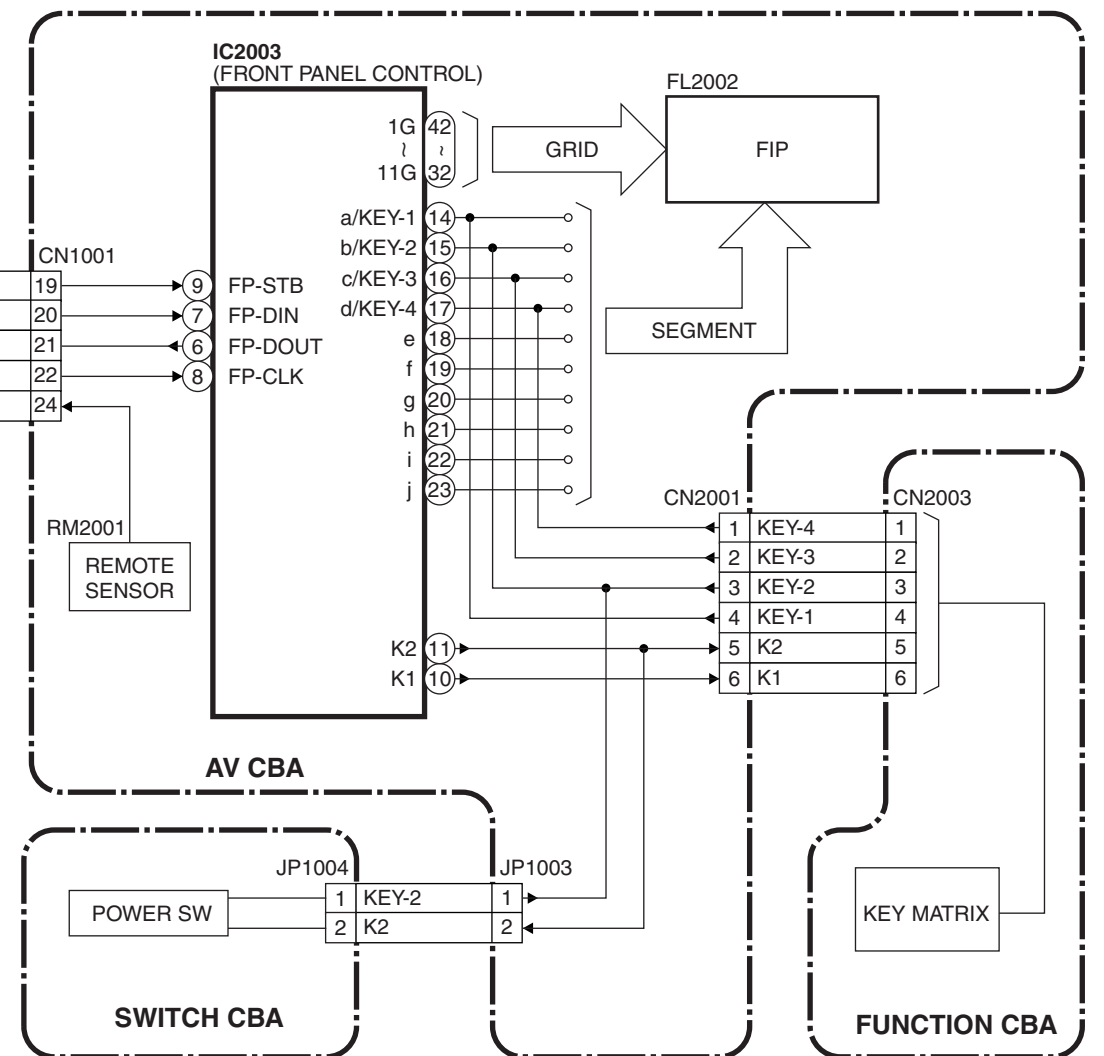 IC2003
(FRONT PANEL CONTROL)
FL2002
FIP
GRID
SEGMENT
1G 42
~ ~
11G 32
a/KEY-1 14
b/KEY-2 15
c/KEY-3 16
d/KEY-4 17
e 18
f 19
g 20
h 21
i 22
j 23
CN1001
19 9 FP-STB
20 7 FP-DIN
21 6 FP-DOUT
22 8 FP-CLK
24
RM2001
REMOTE
SENSOR
K2 11
K1 10
CN2001 CN2003
1 KEY-4 1
2 KEY-3 2
3 KEY-2 3
4 KEY-1 4
5 K2 5
6 K1 6
AV CBA
JP1004 JP1003
POWER SW
1 KEY-2 1
2 K2 2
KEY MATRIX
SWITCH CBA
FUNCTION CBA